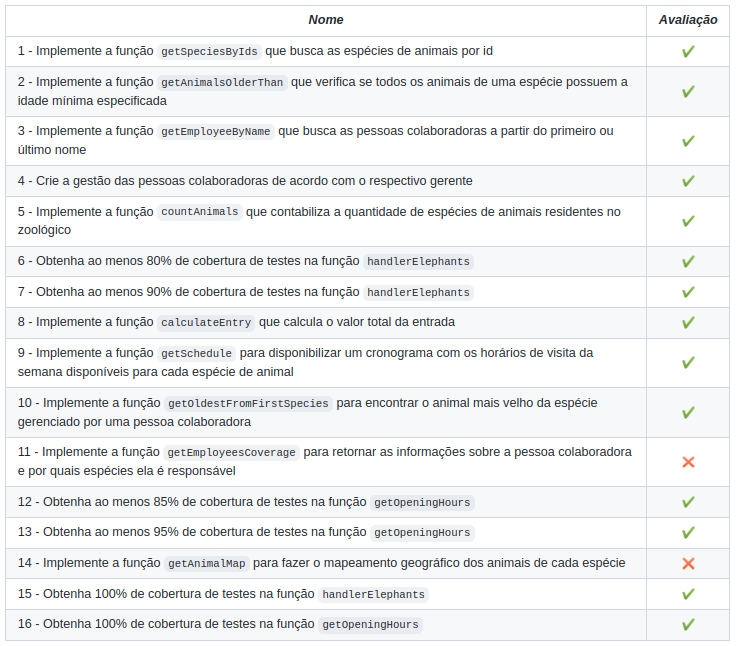 Nome Avaliação
1 - Implemente a função getSpeciesByIds que busca as espécies de animais por id ✔
2 - Implemente a função getAnimalsOlderThan que verifica se todos os animais de uma espécie possuem a
idade mínima especificada ✔
3 - Implemente a função getEmployeeByName que busca as pessoas colaboradoras a partir do primeiro ou
último nome ✔
4 - Crie a gestão das pessoas colaboradoras de acordo com o respectivo gerente ✔
5 - Implemente a função countAnimals que contabiliza a quantidade de espécies de animais residentes no
zoológico ✔
6 - Obtenha ao menos 80% de cobertura de testes na função handlerElephants ✔
7 - Obtenha ao menos 90% de cobertura de testes na função handlerElephants ✔
8 - Implemente a função calculateEntry que calcula o valor total da entrada ✔
9 - Implemente a função getSchedule para disponibilizar um cronograma com os horários de visita da
semana disponíveis para cada espécie de animal ✔
10 - Implemente a função getOldestFromFirstSpecies para encontrar o animal mais velho da espécie
gerenciado por uma pessoa colaboradora ✔
11 - Implemente a função getEmployeesCoverage para retornar as informações sobre a pessoa colaboradora
e por quais espécies ela é responsável ❌
12 - Obtenha ao menos 85% de cobertura de testes na função getOpeningHours ✔
13 - Obtenha ao menos 95% de cobertura de testes na função getOpeningHours ✔
14 - Implemente a função getAnimalMap para fazer o mapeamento geográfico dos animais de cada espécie ❌
15 - Obtenha 100% de cobertura de testes na função handlerElephants ✔
16 - Obtenha 100% de cobertura de testes na função getOpeningHours ✔